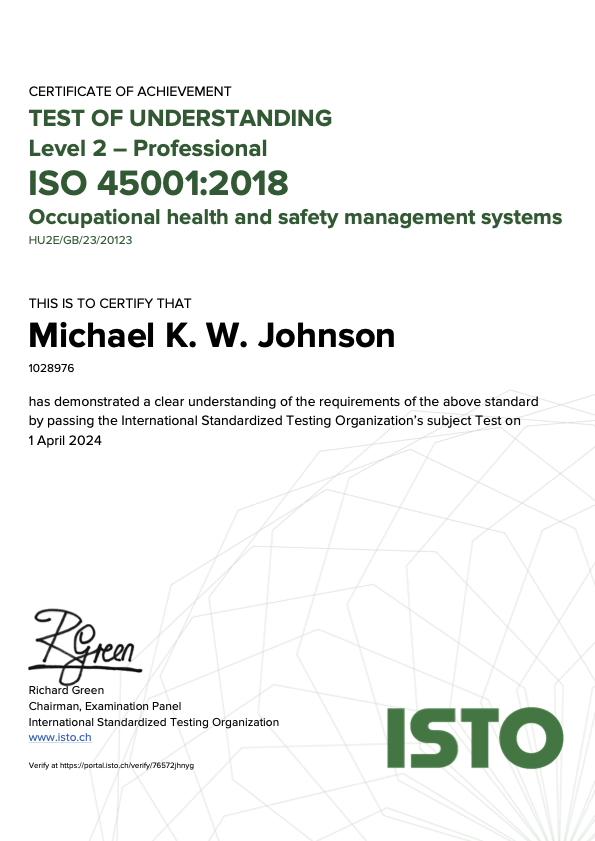 CERTIFICATE OF ACHIEVEMENT
TEST OF UNDERSTANDING
Level 2 – Professional
ISO 45001:2018
Occupational health and safety management systems
HU2E/GB/23/20123
THIS IS TO CERTIFY THAT
Michael K. W. Johnson
1028976
has demonstrated a clear understanding of the requirements of the above standard
by passing the International Standardized Testing Organization’s subject Test on
1 April 2024
RGreen
Richard Green
Chairman, Examination Panel
International Standardized Testing Organization
www.isto.ch
Verify at https://portal.isto.ch/verify/76572jhnyg
ISTO